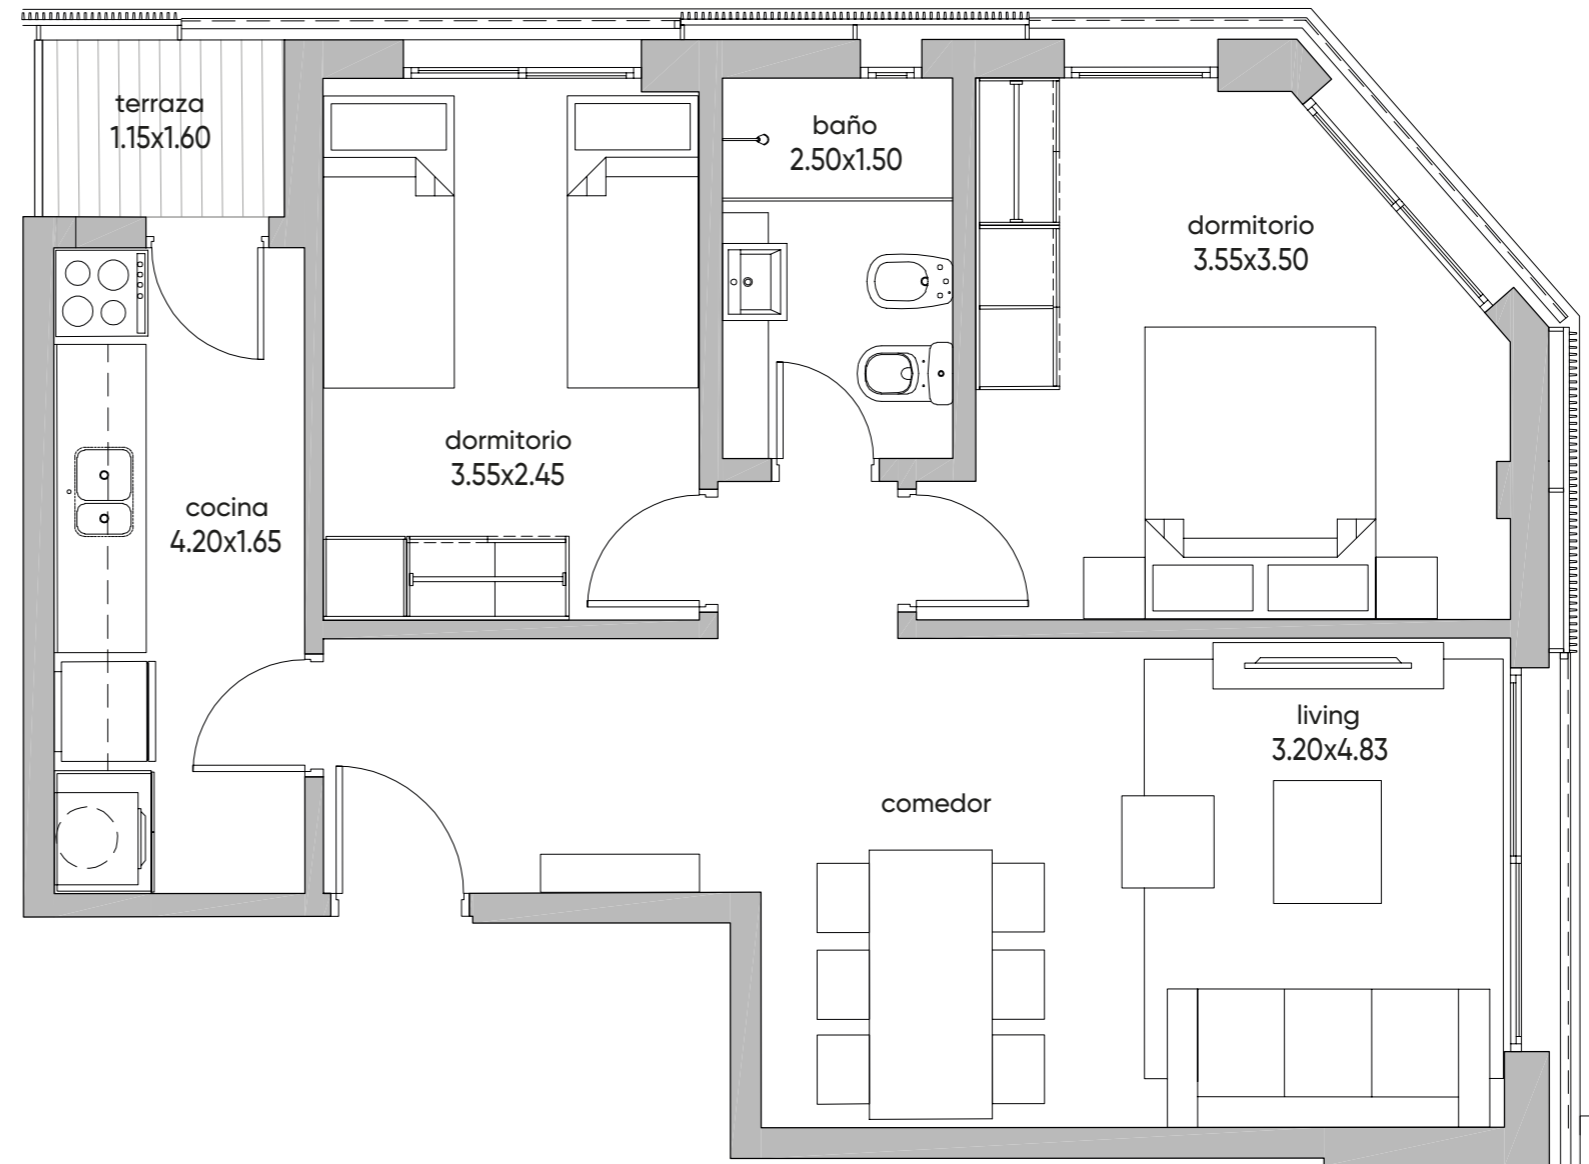 terraza
1.15x1.60
baño
2.50x1.50
dormitorio
3.55x3.50
dormitorio
3.55x2.45
cocina
4.20x1.65
living
3.20x4.83
comedor